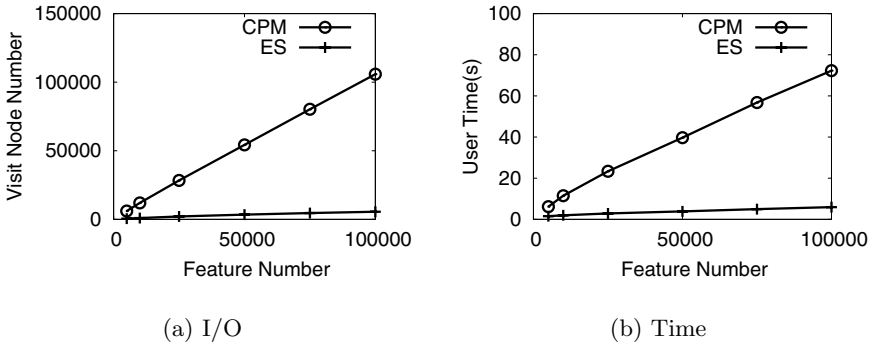 150000
100000
50000
0
Visit Node Number
CPM
ES
0 50000 100000
Feature Number
(a) I/O
100
80
60
40
20
0
User Time(s)
CPM
ES
0 50000 100000
Feature Number
(b) Time